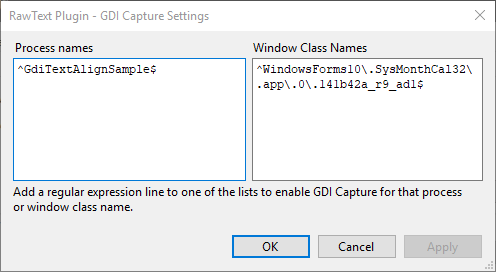 RawText Plugin - GDI Capture Settings
Process names
Window Class Names
^GdiTextAlignSample$
^WindowsForms10\.SysMonthCal32\
.app\.0\.141b42a_r9_ad1$
Add a regular expression line to one of the lists to enable GDI Capture for that process
or window class name.
OK
Cancel
Apply